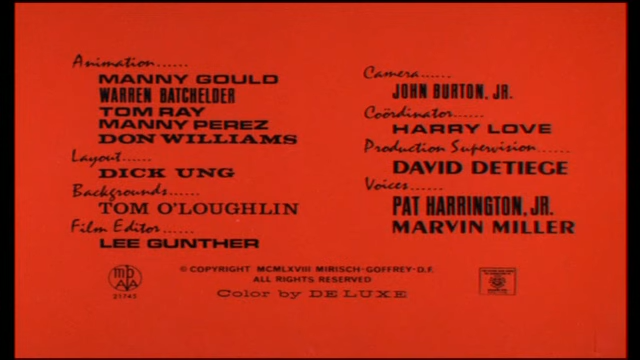 Animation......
MANNY GOULD
WARREN BATCHELDER
TOM RAY
MANNY PEREZ
DON WILLIAMS
Layout......
DICK UNG
Backgrounds......
TOM O'LOUGHLIN
Film Editor......
LEE GUNTHER
Camera......
JOHN BURTON, JR.
Coördinator......
HARRY LOVE
Production Supervision......
DAVID DETIEGE
Voices......
PAT HARRINGTON, JR.
MARVIN MILLER
© COPYRIGHT MCMLXVIII MIRISCH-GOFFREY-D.F.
ALL RIGHTS RESERVED
Color by DE LUXE
21743